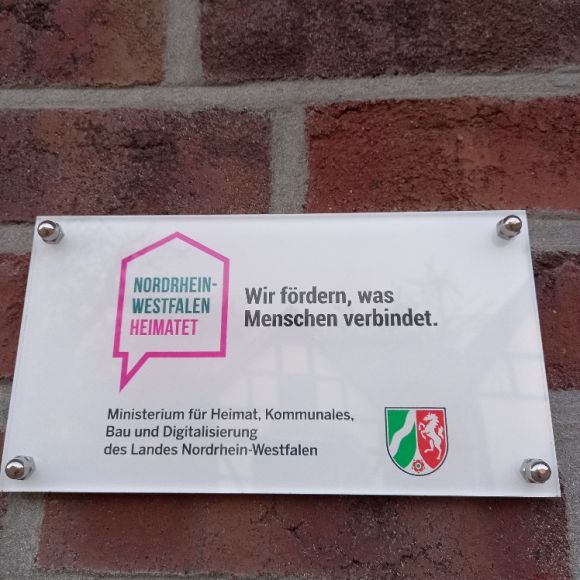 NORDRHEIN-
WESTFALEN
HEIMATET
Wir fördern, was
Menschen verbindet.
Ministerium für Heimat, Kommunales,
Bau und Digitalisierung
des Landes Nordrhein-Westfalen